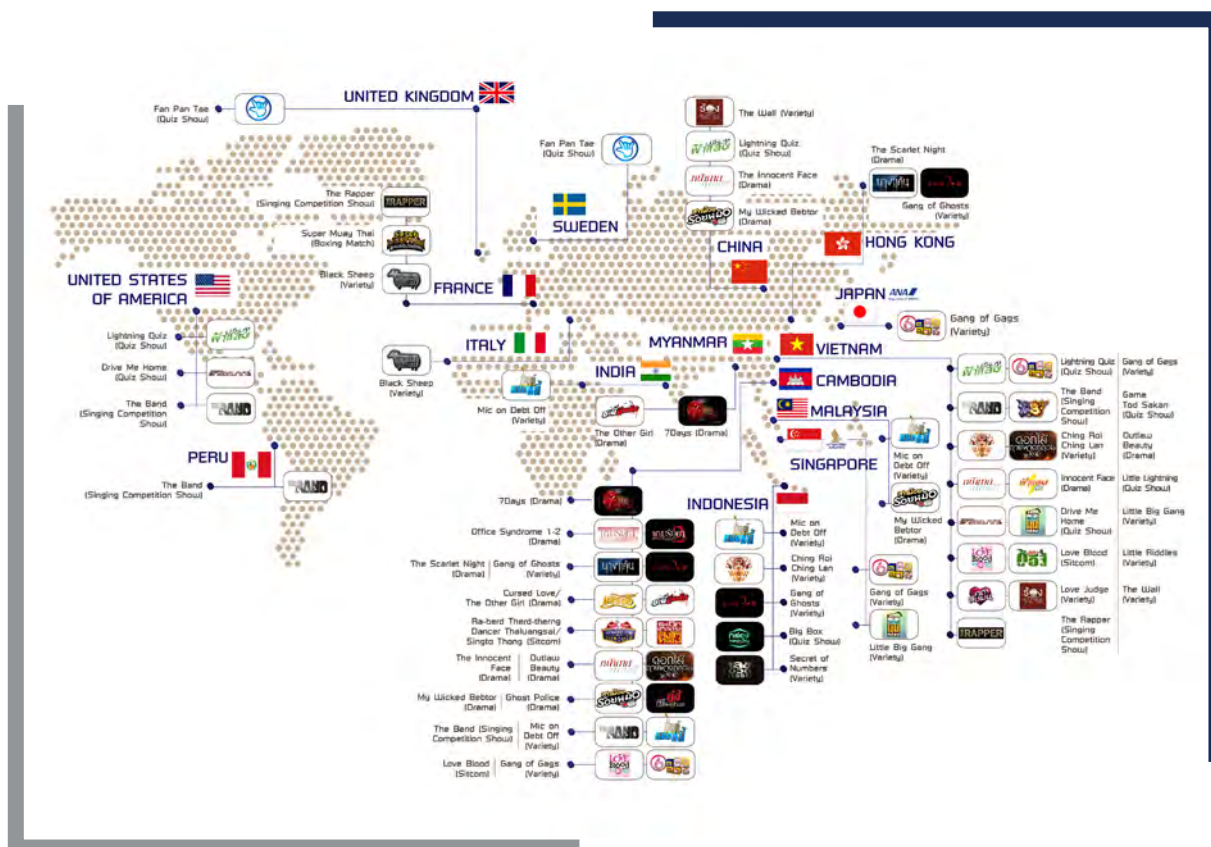 UNITED KINGDOM
Fan Pan Tae
(Quiz Show)
Fan Pan Tae
(Quiz Show)
SWEDEN
The Wall (Variety)
Lightning Quiz
(Quiz Show)
The Innocent Face
(Drama)
My Wicked Bebtor
(Drama)
CHINA
The Scarlet Night
(Drama)
Gang of Ghosts
(Variety)
HONG KONG
The Rapper
(Singing Competition Show)
RAPPER
Super Muay Thai
(Boxing Match)
Black Sheep
(Variety)
FRANCE
UNITED STATES
OF AMERICA
Lightning Quiz
(Quiz Show)
Drive Me Home
(Quiz Show)
The Band
(Singing Competition
Show)
BAND
PERU
The Band
(Singing Competition Show)
BAND
ITALY
Black Sheep
(Variety)
INDIA
Mic on Debt Off
(Variety)
JAPAN ANA
Gang of Gags
(Variety)
MYANMAR
The Other Girl
(Drama)
7Days (Drama)
VIETNAM
Lightning Quiz
(Quiz Show)
Gang of Gags
(Variety)
The Band
(Singing
Competition
Show)
Game
Tod Sakan
(Quiz Show)
BAND
Ching Roi
Ching Lan
(Variety)
Outlaw
Beauty
(Drama)
Innocent Face
(Drama)
Little Lightning
(Quiz Show)
Drive Me
Home
(Quiz Show)
Little Big Gang
(Variety)
Love Blood
(Sitcom)
Little Riddles
(Variety)
Love Judge
(Variety)
The Wall
(Variety)
RAPPER
The Rapper
(Singing
Competition
Show)
CAMBODIA
7Days (Drama)
Office Syndrome 1-2
(Drama)
The Scarlet Night
(Drama)
Gang of Ghosts
(Variety)
Cursed Love/
The Other Girl (Drama)
Ra-berd Therd-therng
Dancer Thaluangsai/
Singto Thong (Sitcom)
The Innocent
Face
(Drama)
Outlaw
Beauty
(Drama)
My Wicked Bebtor
(Drama)
Ghost Police
(Drama)
The Band (Singing
Competition Show)
Mic on
Debt Off
(Variety)
BAND
Love Blood
(Sitcom)
Gang of Gags
(Variety)
MALAYSIA
Mic on
Debt Off
(Variety)
My Wicked
Bebtor
(Drama)
SINGAPORE
Gang of Gags
(Variety)
Little Big Gang
(Variety)
INDONESIA
Mic on
Debt Off
(Variety)
Ching Roi
Ching Lan
(Variety)
Gang of
Ghosts
(Variety)
Big Box
(Quiz Show)
Secret of
Numbers
(Variety)